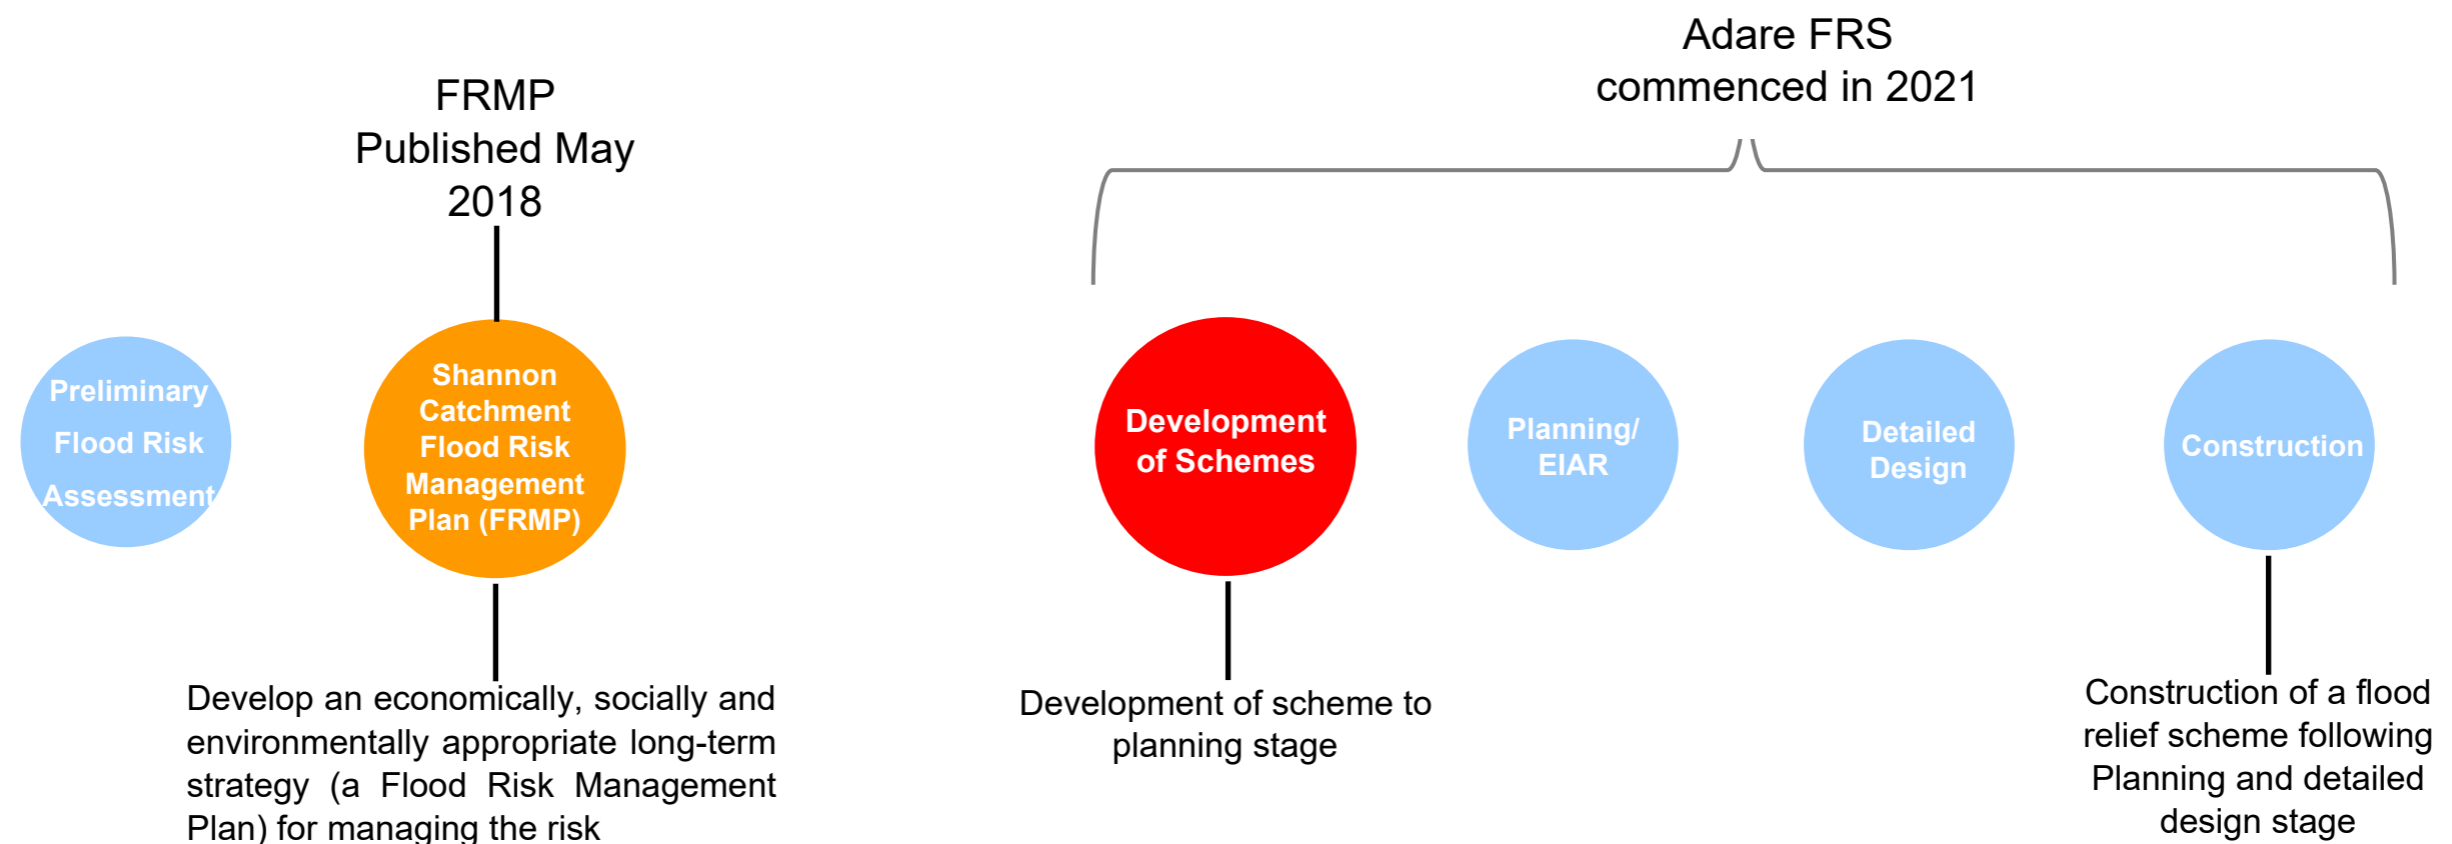 Adare FRS
commenced in 2021
FRMP
Published May
2018
Preliminary
Flood Risk
Assessment
Shannon
Catchment
Flood Risk
Management
Plan (FRMP)
Development
of Schemes
Planning/
EIAR
Detailed
Design
Construction
Develop an economically, socially and
environmentally appropriate long-term
strategy (a Flood Risk Management
Plan) for managing the risk
Development of scheme to
planning stage
Construction of a flood
relief scheme following
Planning and detailed
design stage